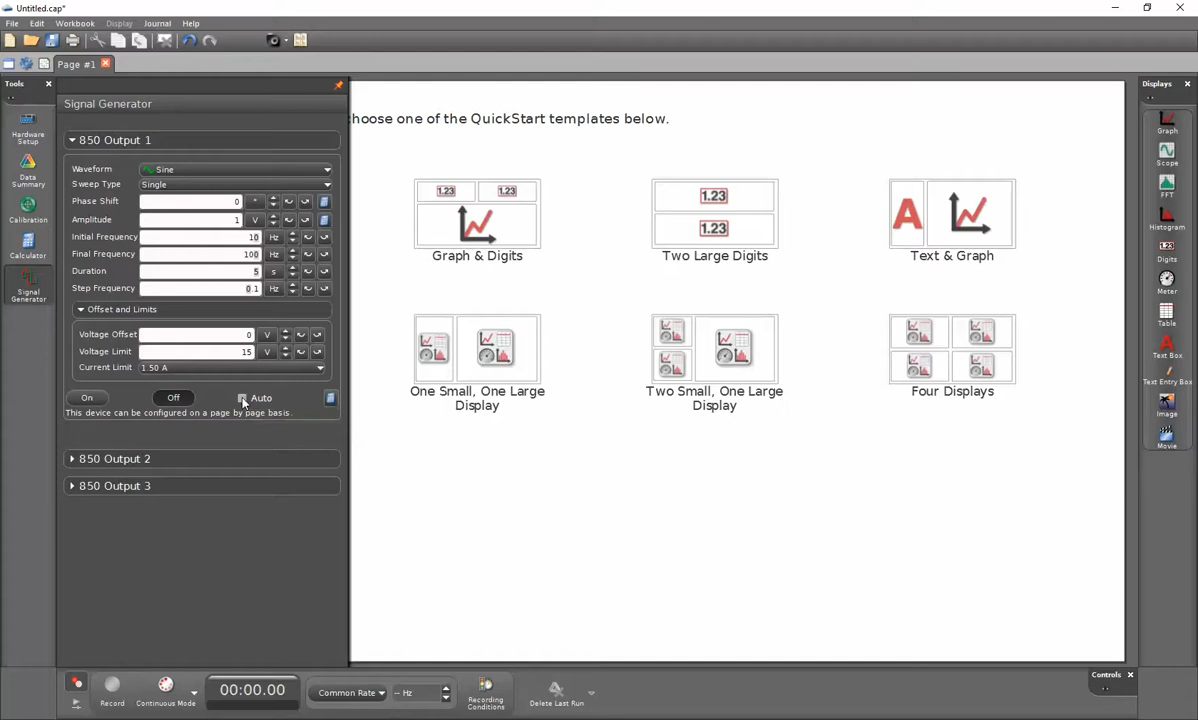 Untitled.cap*
File Edit Workbook Display Journal Help
Page #1
Tools
Hardware Setup
Data Summary
Calibration
Calculator
Signal Generator
Signal Generator
850 Output 1
Waveform Sine
Sweep Type Single
Phase Shift 0 °
Amplitude 1 V
Initial Frequency 10 Hz
Final Frequency 100 Hz
Duration 5 s
Step Frequency 0.1 Hz
Offset and Limits
Voltage Offset 0 V
Voltage Limit 15 V
Current Limit 1.50 A
On Off Auto
This device can be configured on a page by page basis.
850 Output 2
850 Output 3
hoose one of the QuickStart templates below.
1.23 1.23
Graph & Digits
1.23
1.23
Two Large Digits
A
Text & Graph
One Small, One Large
Display
Two Small, One Large
Display
Four Displays
Displays
Graph
Scope
FFT
Histogram
1.23
Digits
Meter
Table
A
Text Box
Text Entry Box
Image
Movie
Record
Continuous Mode
00:00.00
Common Rate -- Hz
Recording
Conditions
Delete Last Run
Controls